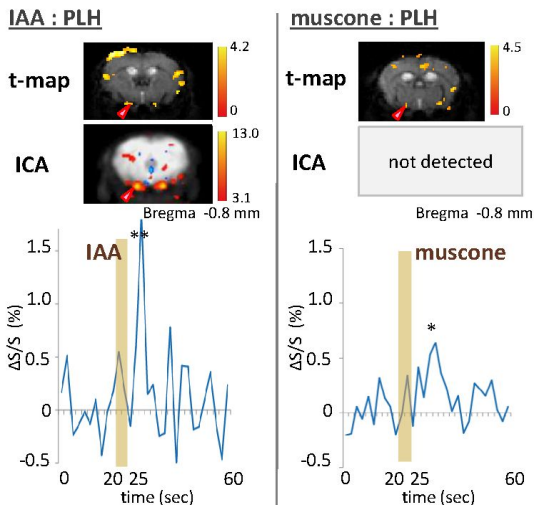 IAA : PLH
t-map
4.2
0
ICA
13.0
3.1
Bregma -0.8 mm
IAA
**
ΔS/S (%)
1.5
1.0
0.5
0
-0.5
0 20 25 60
time (sec)
muscone : PLH
t-map
4.5
0
ICA
not detected
Bregma -0.8 mm
muscone
*
ΔS/S (%)
1.5
1.0
0.5
0
-0.5
0 20 25 60
time (sec)